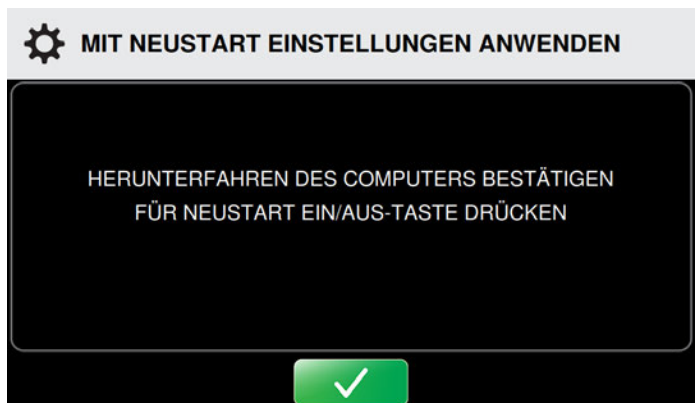 MIT NEUSTART EINSTELLUNGEN ANWENDEN
HERUNTERFAHREN DES COMPUTERS BESTÄTIGEN
FÜR NEUSTART EIN/AUS-TASTE DRÜCKEN